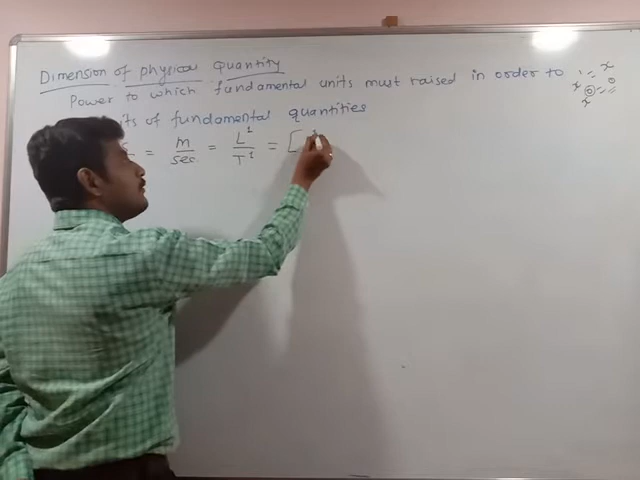 Dimension of physical Quantity
Power to which fundamental units must raised in order to
of fundamental quantities
= m/sec = L¹/T¹ = [